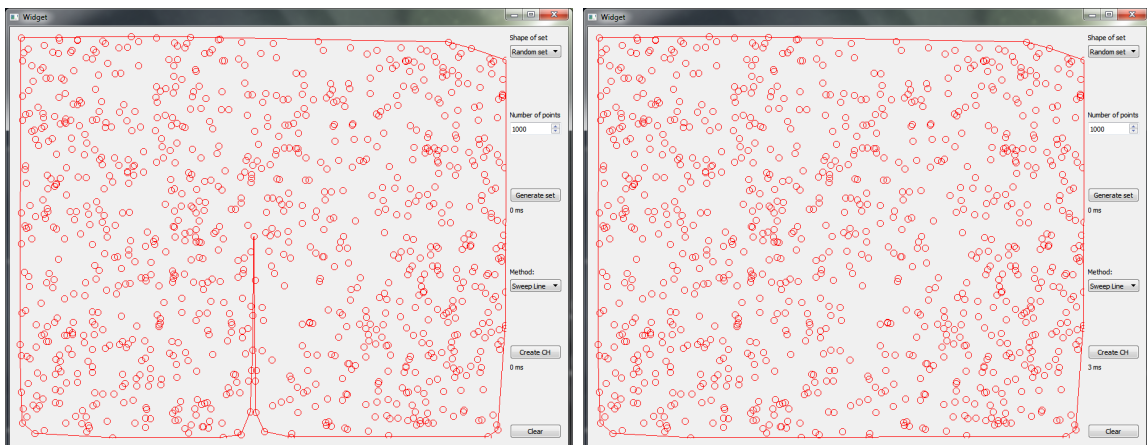 Widget
Shape of set
Random set
Number of points
1000
Generate set
0 ms
Method:
Sweep Line
Create CH
0 ms
Clear
Widget
Shape of set
Random set
Number of points
1000
Generate set
0 ms
Method:
Sweep Line
Create CH
3 ms
Clear